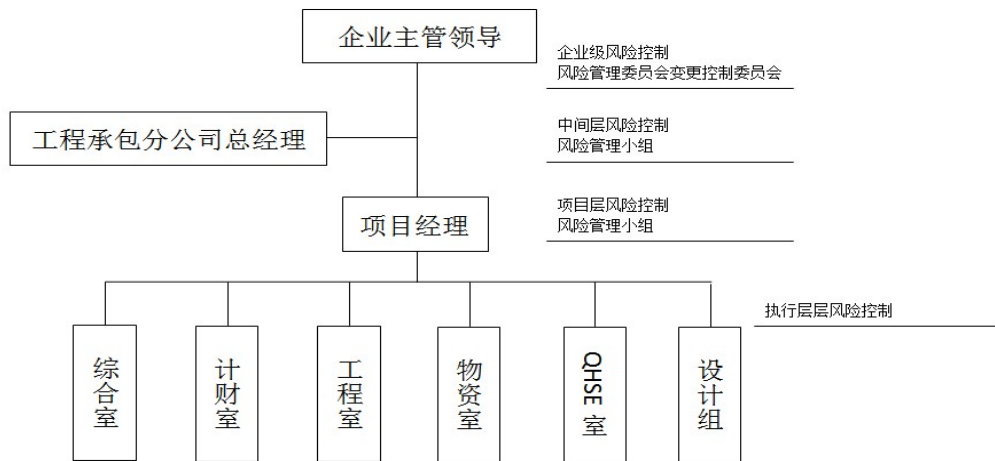 企业主管领导
企业级风险控制
风险管理委员会变更控制委员会
工程承包分公司总经理
中间层风险控制
风险管理小组
项目经理
项目层风险控制
风险管理小组
执行层层风险控制
综合室
计财室
工程室
物资室
QHSE室
设计组